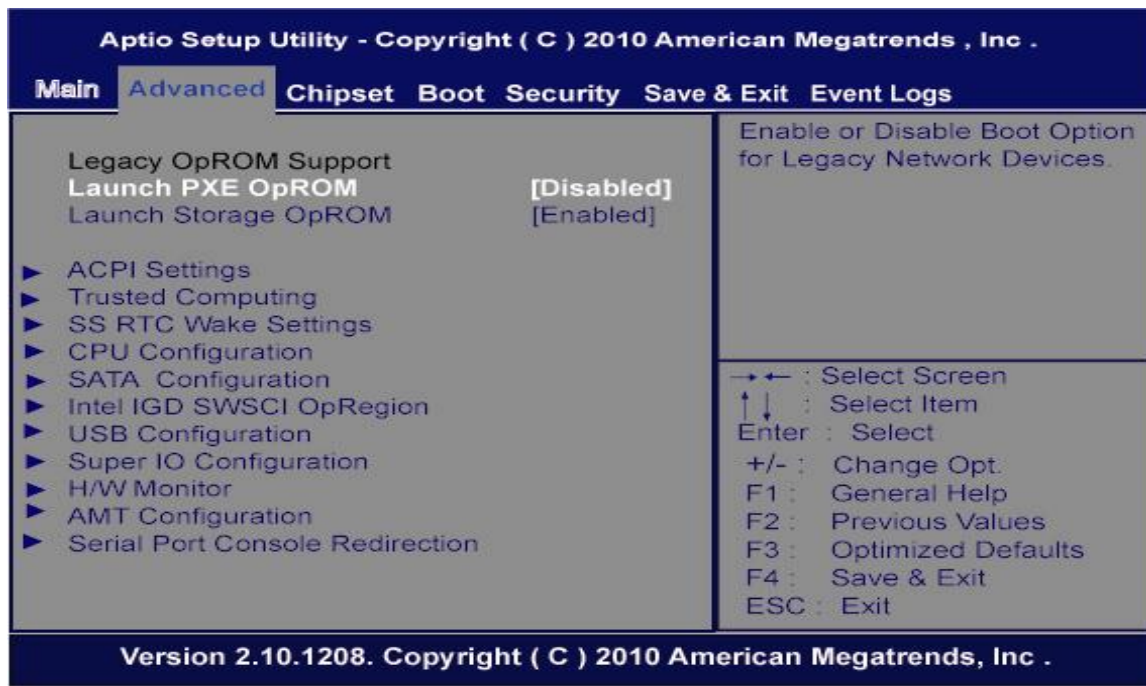 Aptio Setup Utility - Copyright ( C ) 2010 American Megatrends , Inc .
Main Advanced Chipset Boot Security Save & Exit Event Logs
Legacy OpROM Support
Launch PXE OpROM [Disabled]
Launch Storage OpROM [Enabled]
► ACPI Settings
► Trusted Computing
► SS RTC Wake Settings
► CPU Configuration
► SATA Configuration
► Intel IGD SWSCI OpRegion
► USB Configuration
► Super IO Configuration
► H/W Monitor
► AMT Configuration
► Serial Port Console Redirection
Enable or Disable Boot Option
for Legacy Network Devices.
→← : Select Screen
↑↓ : Select Item
Enter : Select
+/- : Change Opt.
F1 : General Help
F2 : Previous Values
F3 : Optimized Defaults
F4 : Save & Exit
ESC : Exit
Version 2.10.1208. Copyright ( C ) 2010 American Megatrends, Inc .